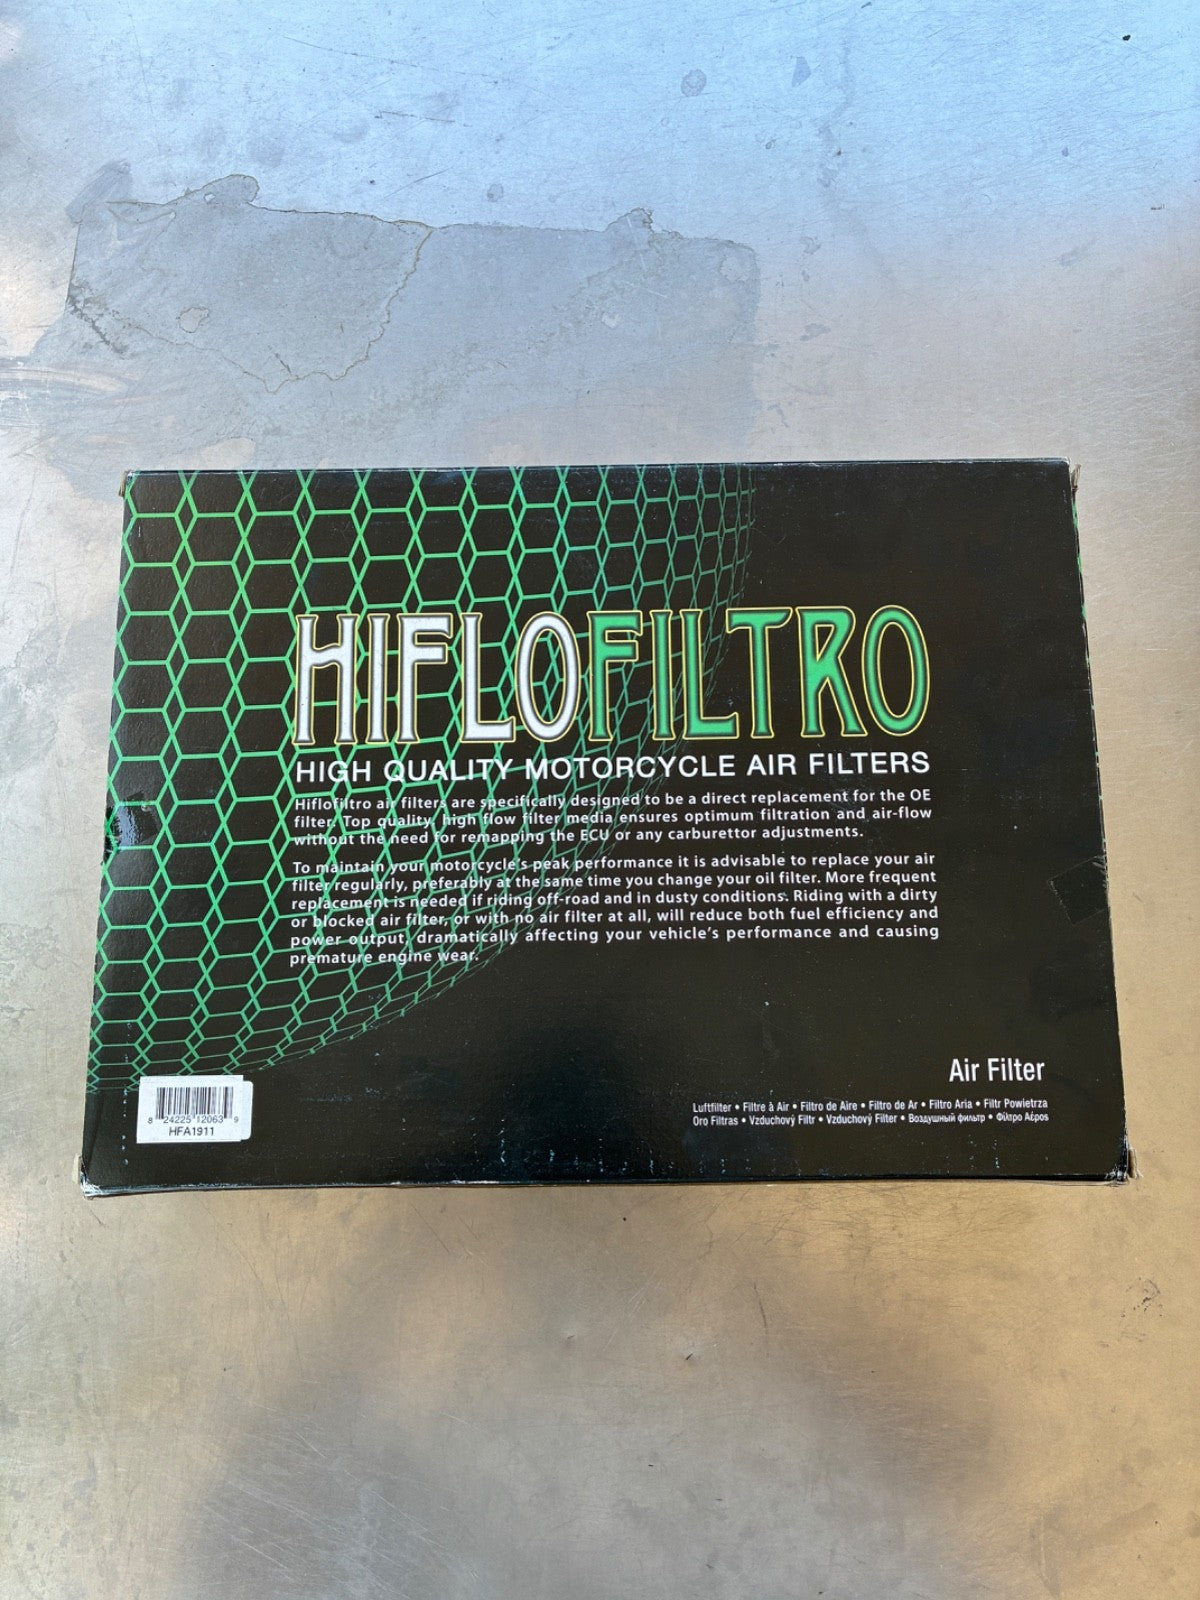 HIFLOFILTRO
HIGH QUALITY MOTORCYCLE AIR FILTERS
Hiflofiltro air filters are specifically designed to be a direct replacement for the OE
filter. Top quality, high flow filter media ensures optimum filtration and air-flow
without the need for remapping the ECU or any carburettor adjustments.
To maintain your motorcycle's peak performance it is advisable to replace your air
filter regularly, preferably at the same time you change your oil filter. More frequent
replacement is needed if riding off-road and in dusty conditions. Riding with a dirty
or blocked air filter, or with no air filter at all, will reduce both fuel efficiency and
power output, dramatically affecting your vehicle's performance and causing
premature engine wear.
Air Filter
Luftfilter • Filtre à Air • Filtro de Aire • Filtro de Ar • Filtro Aria • Filtr Powietrza
Oro Filtras • Vzduchový Filtr • Vzduchový Filter • Воздушный фильтр • Φίλτρο Αέρος
8 24225 12063 9
HFA1911